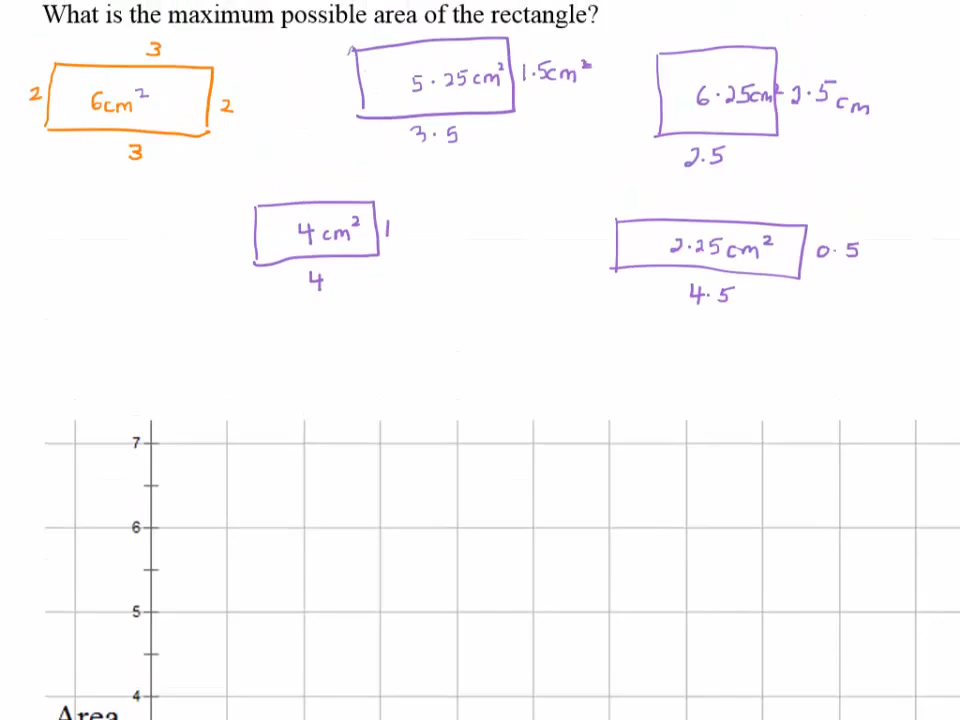 What is the maximum possible area of the rectangle?
3
2
6cm²
2
3
5.25cm²
1.5cm²
3.5
6.25cm²
2.5cm
2.5
4cm²
1
4
2.25cm²
0.5
4.5
7
6
5
4
Area